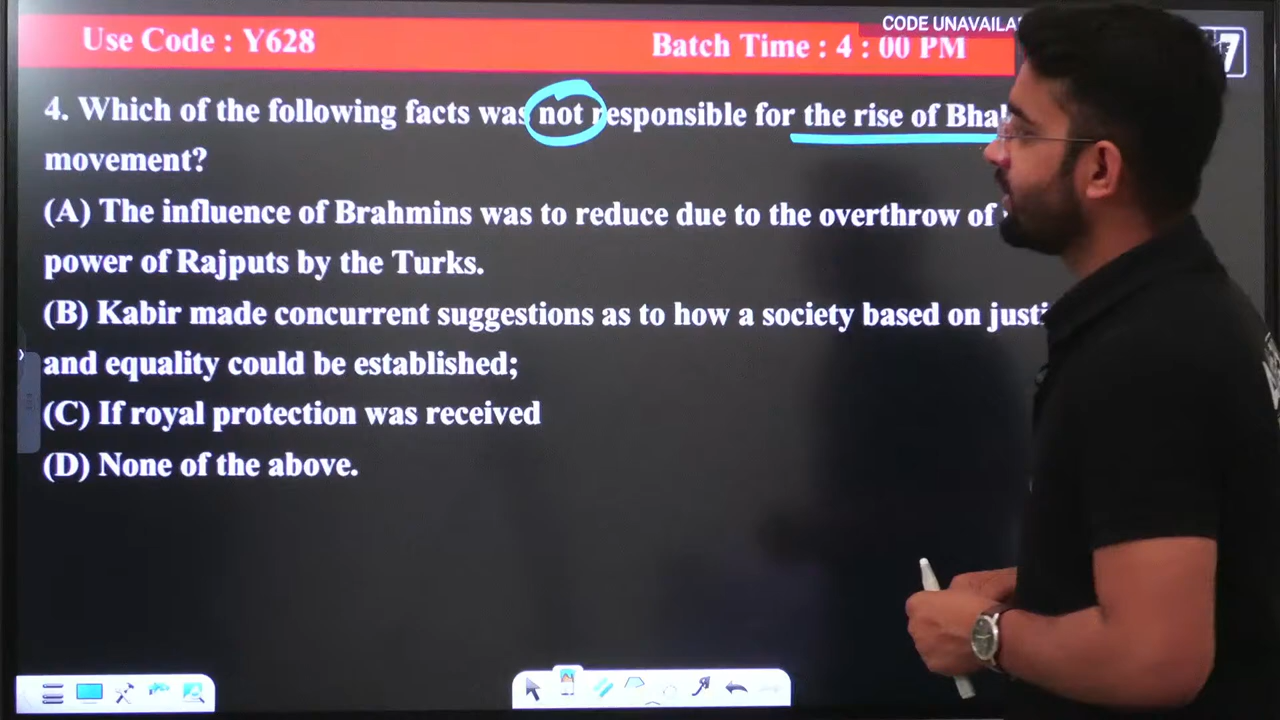 Use Code : Y628
CODE UNAVAILA
Batch Time : 4 : 00 PM
7
4. Which of the following facts was not responsible for the rise of
movement?
(A) The influence of Brahmins was to reduce due to the overthrow of
power of Rajputs by the Turks.
(B) Kabir made concurrent suggestions as to how a society based on
and equality could be established;
(C) If royal protection was received
(D) None of the above.